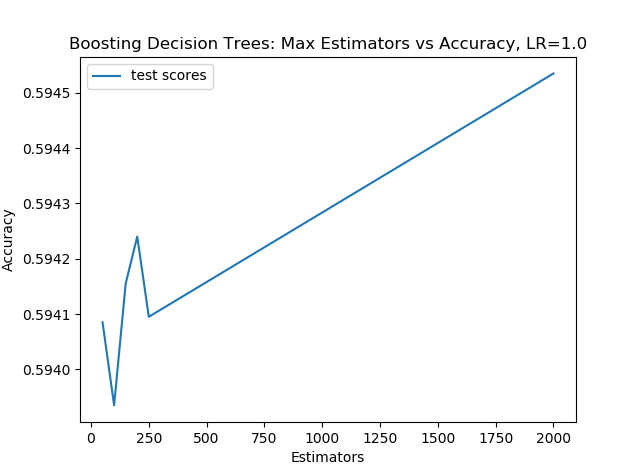 Boosting Decision Trees: Max Estimators vs Accuracy, LR=1.0
test scores
0.5945
0.5944
0.5943
0.5942
0.5941
0.5940
Accuracy
0 250 500 750 1000 1250 1500 1750 2000
Estimators